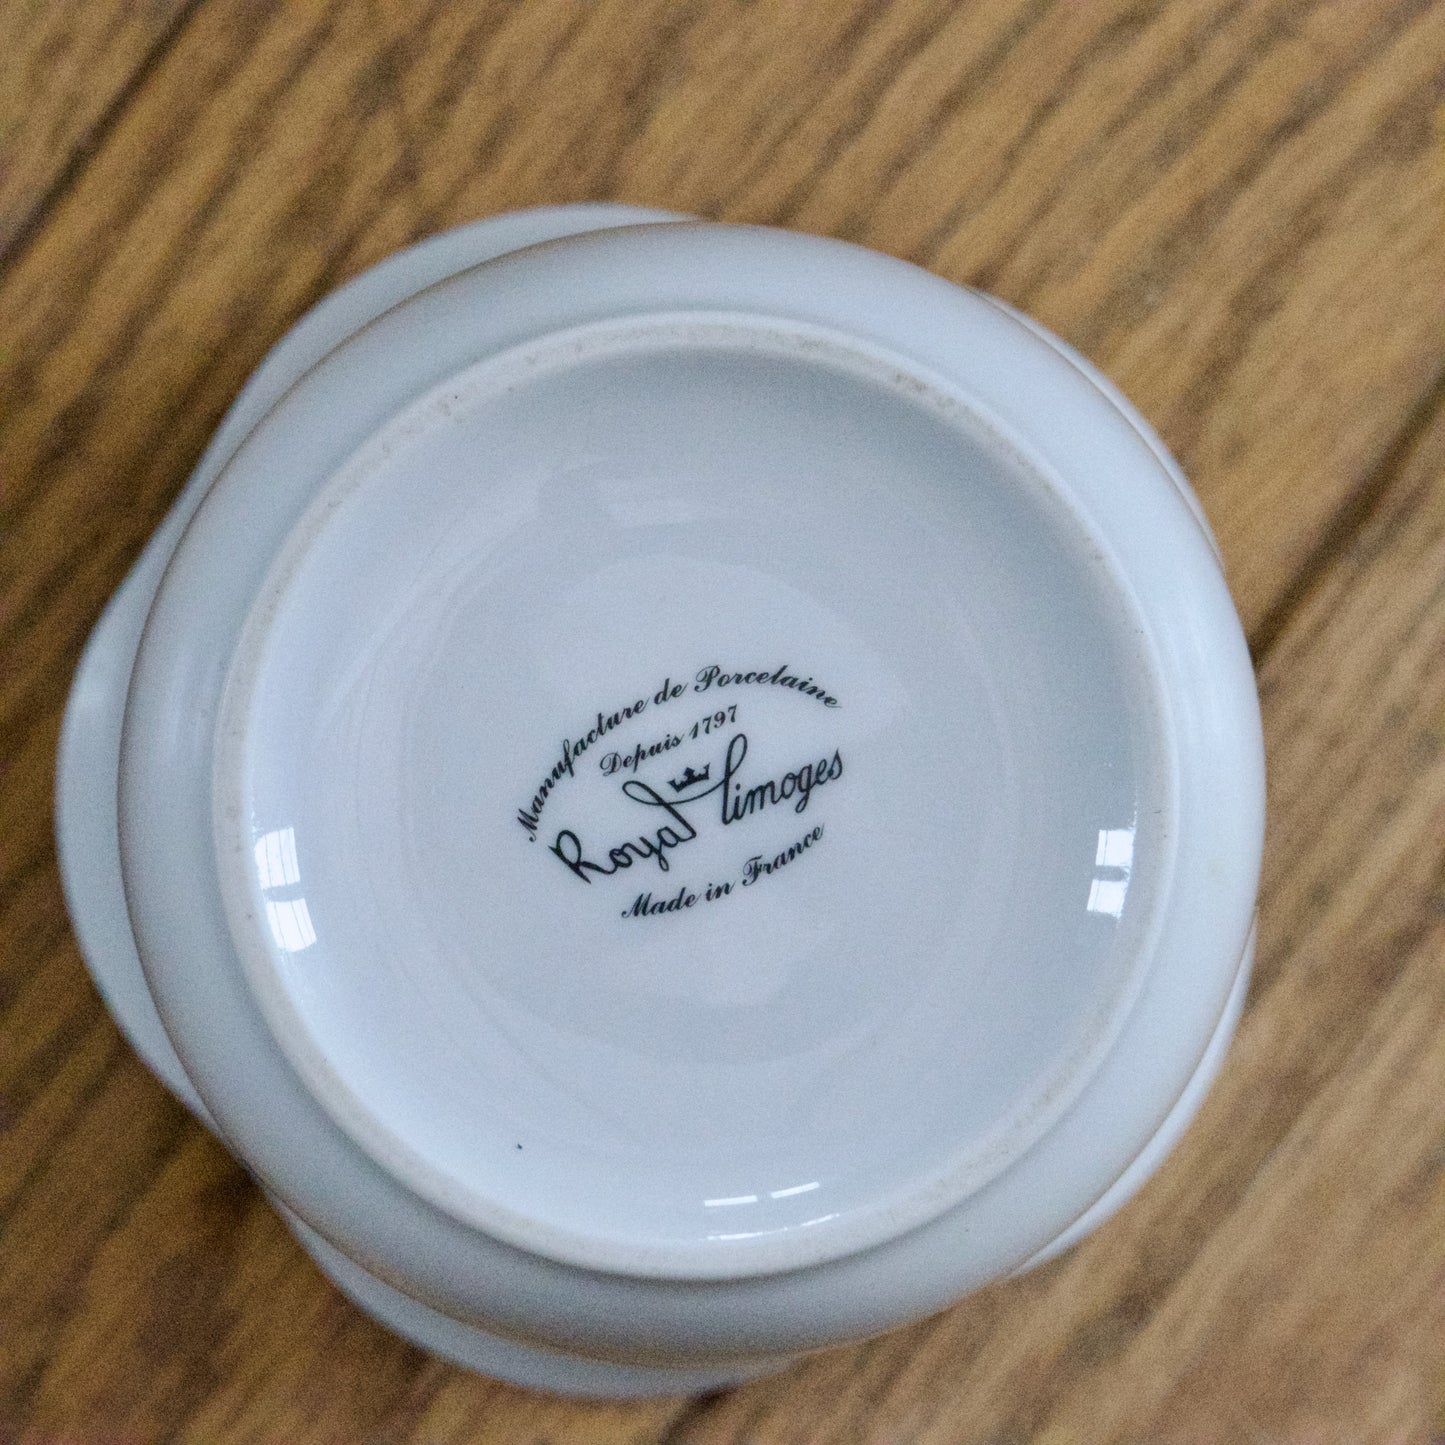 Manufacture de Porcelaine
Depuis 1797
Royal Limoges
Made in France